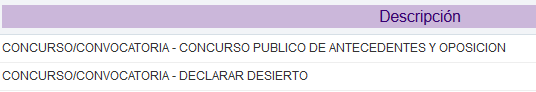 Descripción
CONCURSO/CONVOCATORIA - CONCURSO PUBLICO DE ANTECEDENTES Y OPOSICION
CONCURSO/CONVOCATORIA - DECLARAR DESIERTO